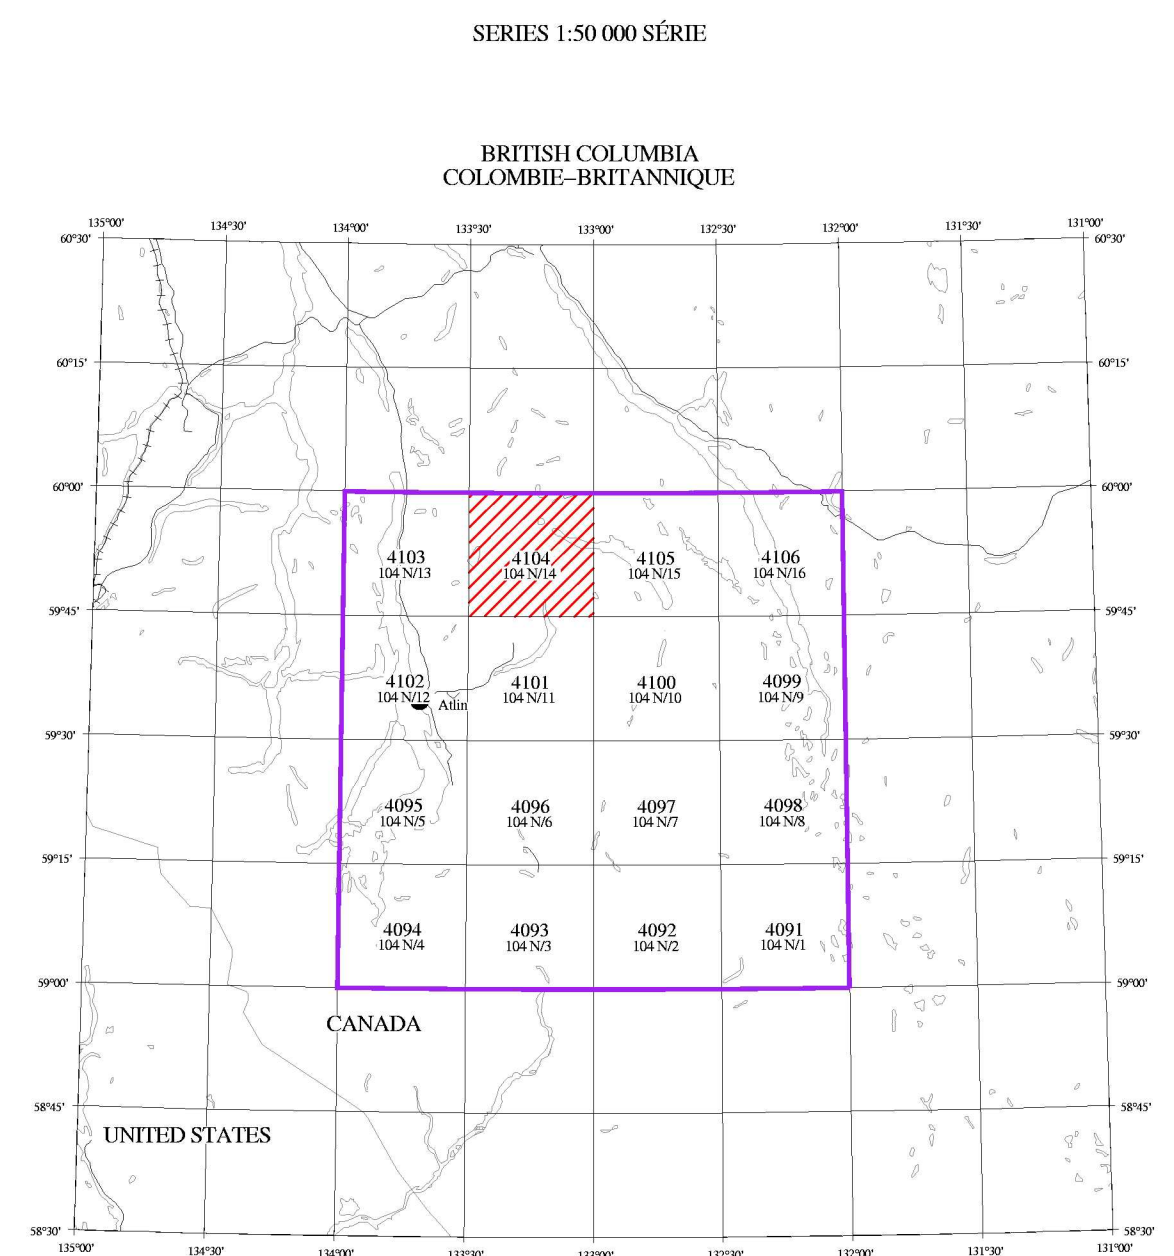 SERIES 1:50 000 SÉRIE
BRITISH COLUMBIA
COLOMBIE–BRITANNIQUE
135°00' 134°30' 134°00' 133°30' 133°00' 132°30' 132°00' 131°30' 131°00'
60°30' 60°30'
60°15' 60°15'
60°00' 60°00'
4103 4104 4105 4106
104 N/13 104 N/14 104 N/15 104 N/16
59°45' 59°45'
4102 4101 4100 4099
104 N/12 104 N/11 104 N/10 104 N/9
Atlin
59°30' 59°30'
4095 4096 4097 4098
104 N/5 104 N/6 104 N/7 104 N/8
59°15' 59°15'
4094 4093 4092 4091
104 N/4 104 N/3 104 N/2 104 N/1
59°00' 59°00'
CANADA
58°45' 58°45'
UNITED STATES
58°30' 58°30'
135°00' 134°30' 134°00' 133°30' 133°00' 132°30' 132°00' 131°30' 131°00'